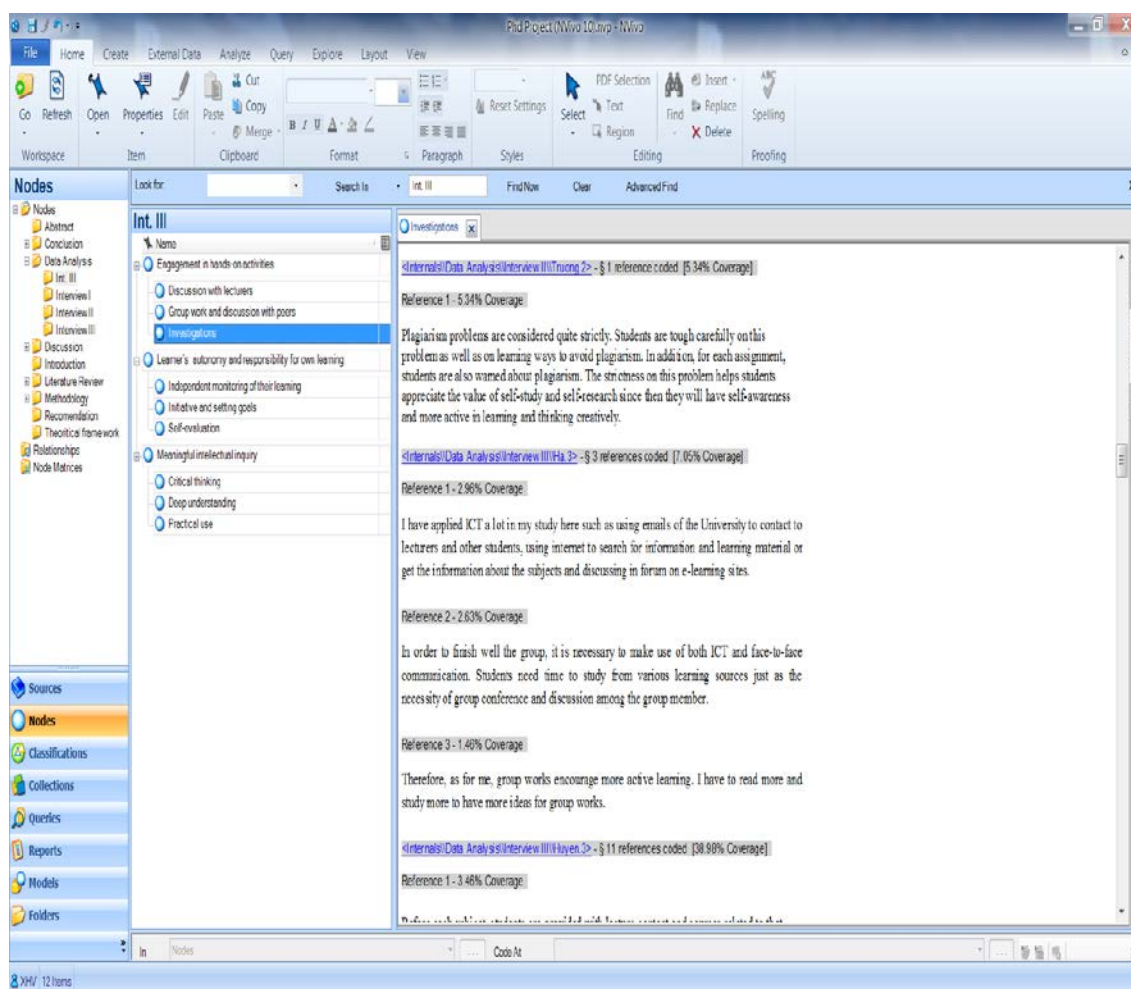 Phd Project (NVivo 10).nvp - NVivo
File Home Create External Data Analyze Query Explore Layout View
Go Refresh Open Properties Edit Paste Cut Copy Merge
B I U A
Reset Settings
Select PDF Selection Text Region Find Insert Replace Delete
ABC
Spelling
Workspace Item Clipboard Format Paragraph Styles Editing Proofing
Nodes
Look for: Search In Int. III Find Now Clear Advanced Find
Nodes
Abstract
Conclusion
Data Analysis
Int. III
Interview I
Interview II
Interview III
Discussion
Introduction
Literature Review
Methodology
Recomendation
Theoritical framework
Relationships
Node Matrices
Sources
Nodes
Classifications
Collections
Queries
Reports
Models
Folders
Int. III
Name
Engagement in hands on activities
Discussion with lecturers
Group work and discussion with peers
Investigations
Learner's autonomy and responsibility for own learning
Independent monitoring of their learning
Initiative and setting goals
Self-evaluation
Meaningful intellectual inquiry
Critical thinking
Deep understanding
Practical use
Investigations
<Internals\\Data Analysis\\Interview II\\Truong 2> - § 1 reference coded [5.34% Coverage]
Reference 1 - 5.34% Coverage
Plagiarism problems are considered quite strictly. Students are tough carefully on this
problem as well as on learning ways to avoid plagiarism. In addition, for each assignment,
students are also warned about plagiarism. The strictness on this problem helps students
appreciate the value of self-study and self-research since then they will have self-awareness
and more active in learning and thinking creatively.
<Internals\\Data Analysis\\Interview III\\Ha.3> - § 3 references coded [7.05% Coverage]
Reference 1 - 2.96% Coverage
I have applied ICT a lot in my study here such as using emails of the University to contact to
lecturers and other students, using internet to search for information and learning material or
get the information about the subjects and discussing in forum on e-learning sites.
Reference 2 - 2.63% Coverage
In order to finish well the group, it is necessary to make use of both ICT and face-to-face
communication. Students need time to study from various learning sources just as the
necessity of group conference and discussion among the group member.
Reference 3 - 1.46% Coverage
Therefore, as for me, group works encourage more active learning. I have to read more and
study more to have more ideas for group works.
<Internals\\Data Analysis\\Interview III\\Huyen.3> - § 11 references coded [38.98% Coverage]
Reference 1 - 3.46% Coverage
In Nodes Code At
XHV 12 Items